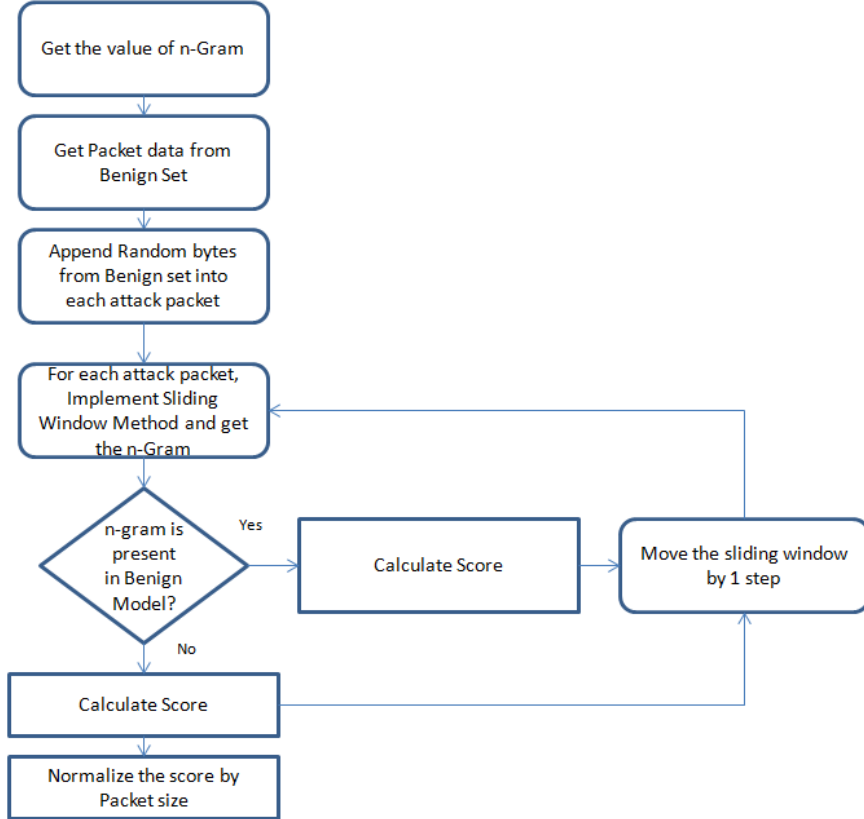 Get the value of n-Gram
Get Packet data from
Benign Set
Append Random bytes
from Benign set into
each attack packet
For each attack packet,
Implement Sliding
Window Method and get
the n-Gram
n-gram is
present
in Benign
Model?
Yes
Calculate Score
Move the sliding window
by 1 step
No
Calculate Score
Normalize the score by
Packet size